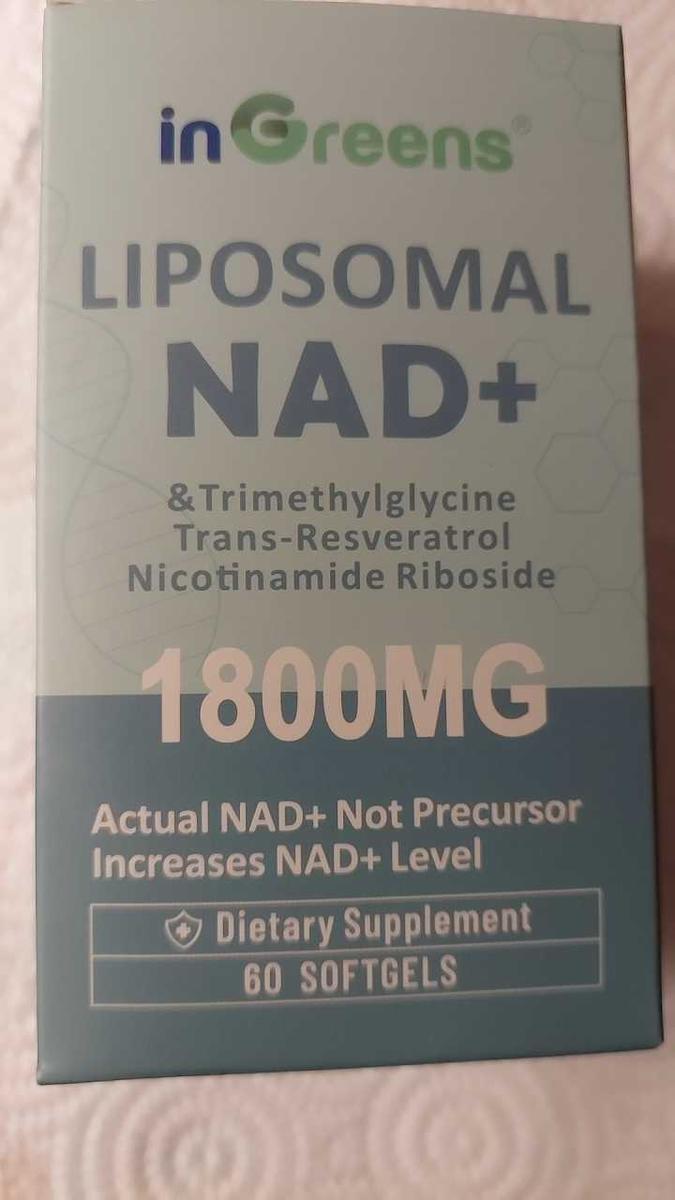 inGreens®
LIPOSOMAL
NAD+
&Trimethylglycine
Trans-Resveratrol
Nicotinamide Riboside
1800MG
Actual NAD+ Not Precursor
Increases NAD+ Level
Dietary Supplement
60 SOFTGELS